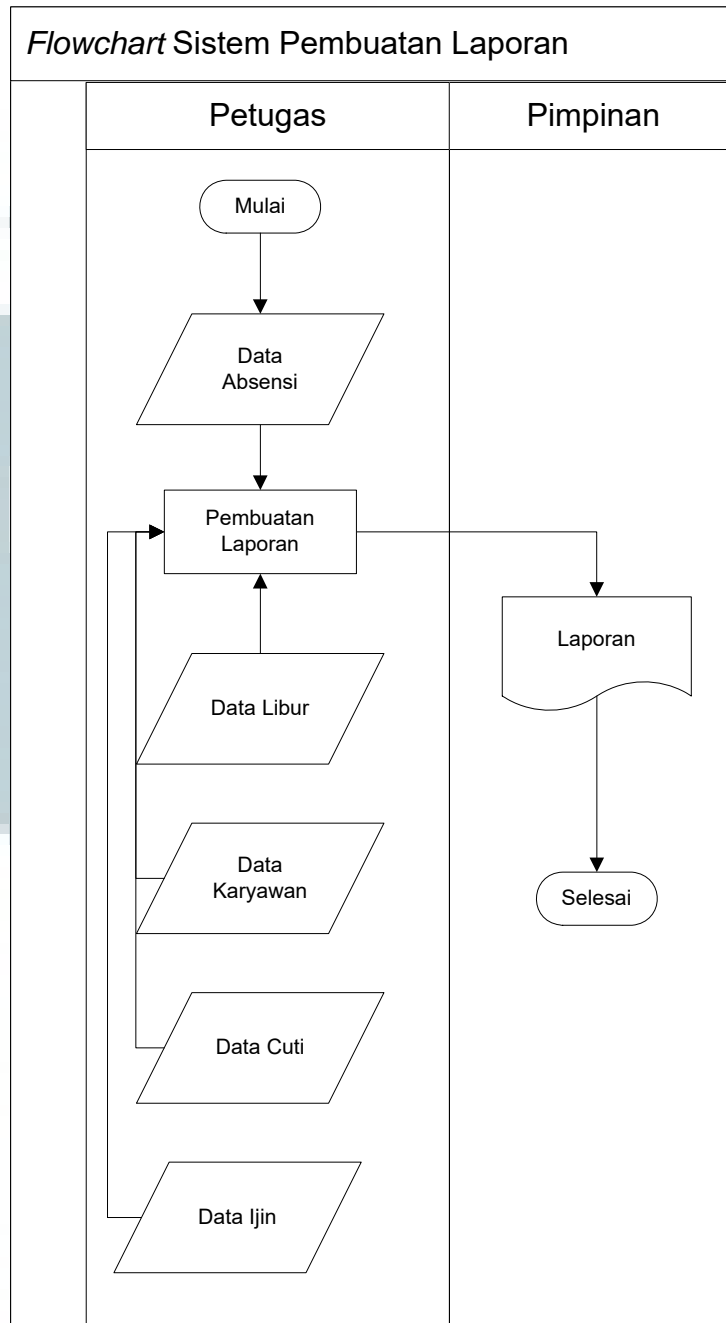 Flowchart Sistem Pembuatan Laporan
Petugas
Pimpinan
Mulai
Data
Absensi
Pembuatan
Laporan
Laporan
Data Libur
Data
Karyawan
Selesai
Data Cuti
Data Ijin